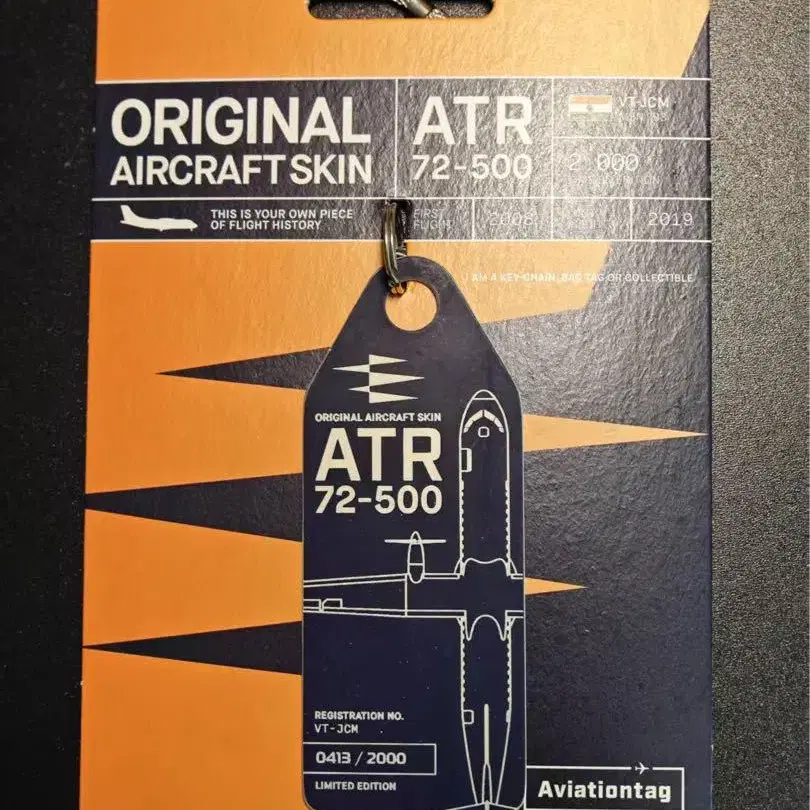 ORIGINAL
AIRCRAFT SKIN
ATR
72-500
VT-JCM
2.000
THIS IS YOUR OWN PIECE
OF FLIGHT HISTORY
FIRST
FLIGHT
2008
2019
I AM A KEY-CHAIN, BAG TAG OR COLLECTIBLE
ORIGINAL AIRCRAFT SKIN
ATR
72-500
REGISTRATION NO.
VT-JCM
0413 / 2000
LIMITED EDITION
Aviationtag